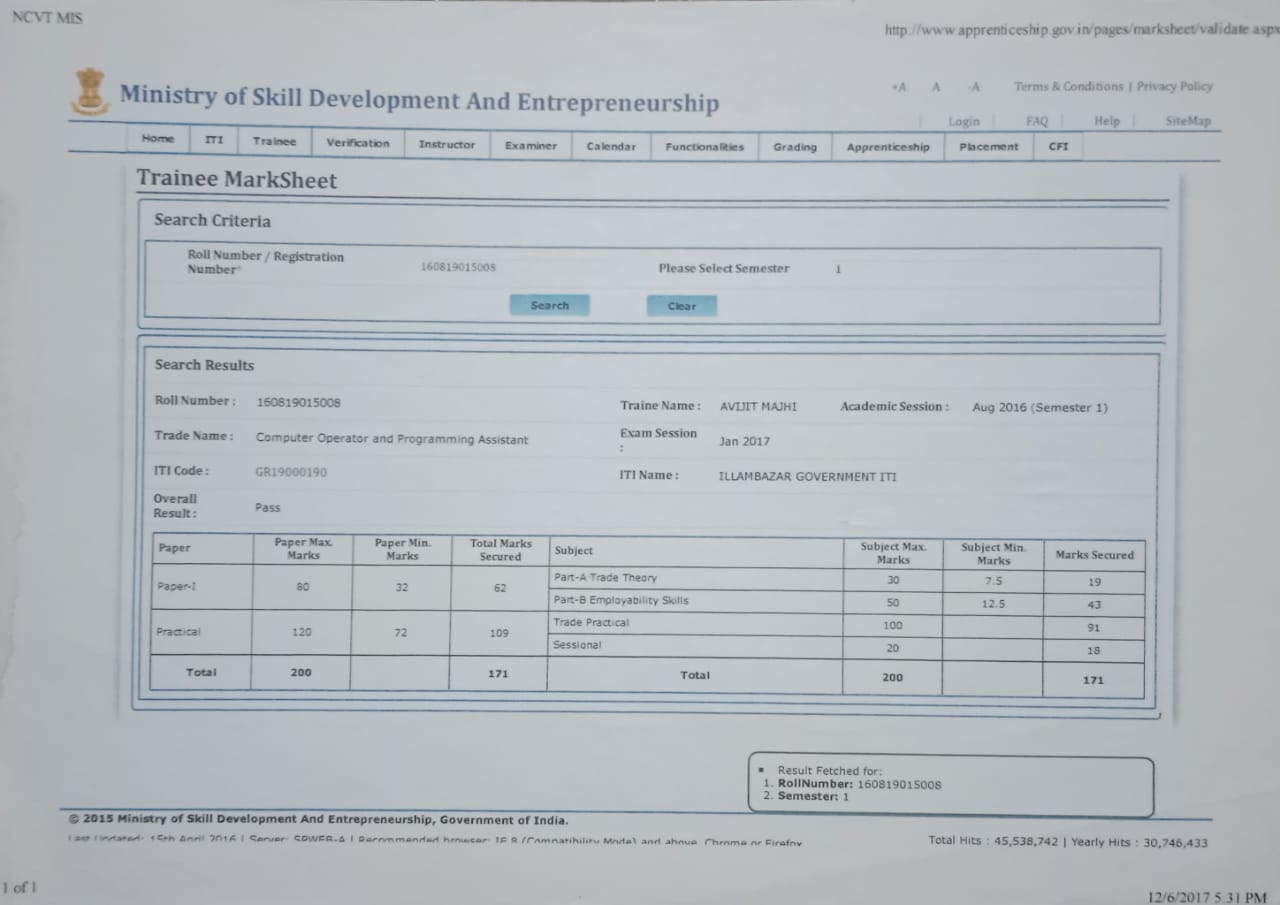 NCVT MIS
http://www.apprenticeship.gov.in/pages/marksheet/validate.aspx
Ministry of Skill Development And Entrepreneurship
+A A -A Terms & Conditions | Privacy Policy
Login | FAQ | Help | SiteMap
Home ITI Trainee Verification Instructor Examiner Calendar Functionalities Grading Apprenticeship Placement CFI
Trainee MarkSheet
Search Criteria
Roll Number / Registration Number* 160819015008 Please Select Semester 1
Search Clear
Search Results
Roll Number : 160819015008 Traine Name : AVIJIT MAJHI Academic Session : Aug 2016 (Semester 1)
Trade Name : Computer Operator and Programming Assistant Exam Session : Jan 2017
ITI Code : GR19000190 ITI Name : ILLAMBAZAR GOVERNMENT ITI
Overall Result : Pass
Paper Paper Max. Marks Paper Min. Marks Total Marks Secured Subject Subject Max. Marks Subject Min. Marks Marks Secured
Paper-I 80 32 62 Part-A Trade Theory 30 7.5 19
Part-B Employability Skills 50 12.5 43
Practical 120 72 109 Trade Practical 100 91
Sessional 20 18
Total 200 171 Total 200 171
Result Fetched for:
1. RollNumber: 160819015008
2. Semester: 1
© 2015 Ministry of Skill Development And Entrepreneurship, Government of India.
Last Updated: 15th April 2016 | Server: SPWEB-4 | Recommended browser: IE 8 (Compatibility Mode) and above, Chrome or Firefox
Total Hits : 45,538,742 | Yearly Hits : 30,746,433
1 of 1
12/6/2017 5:31 PM